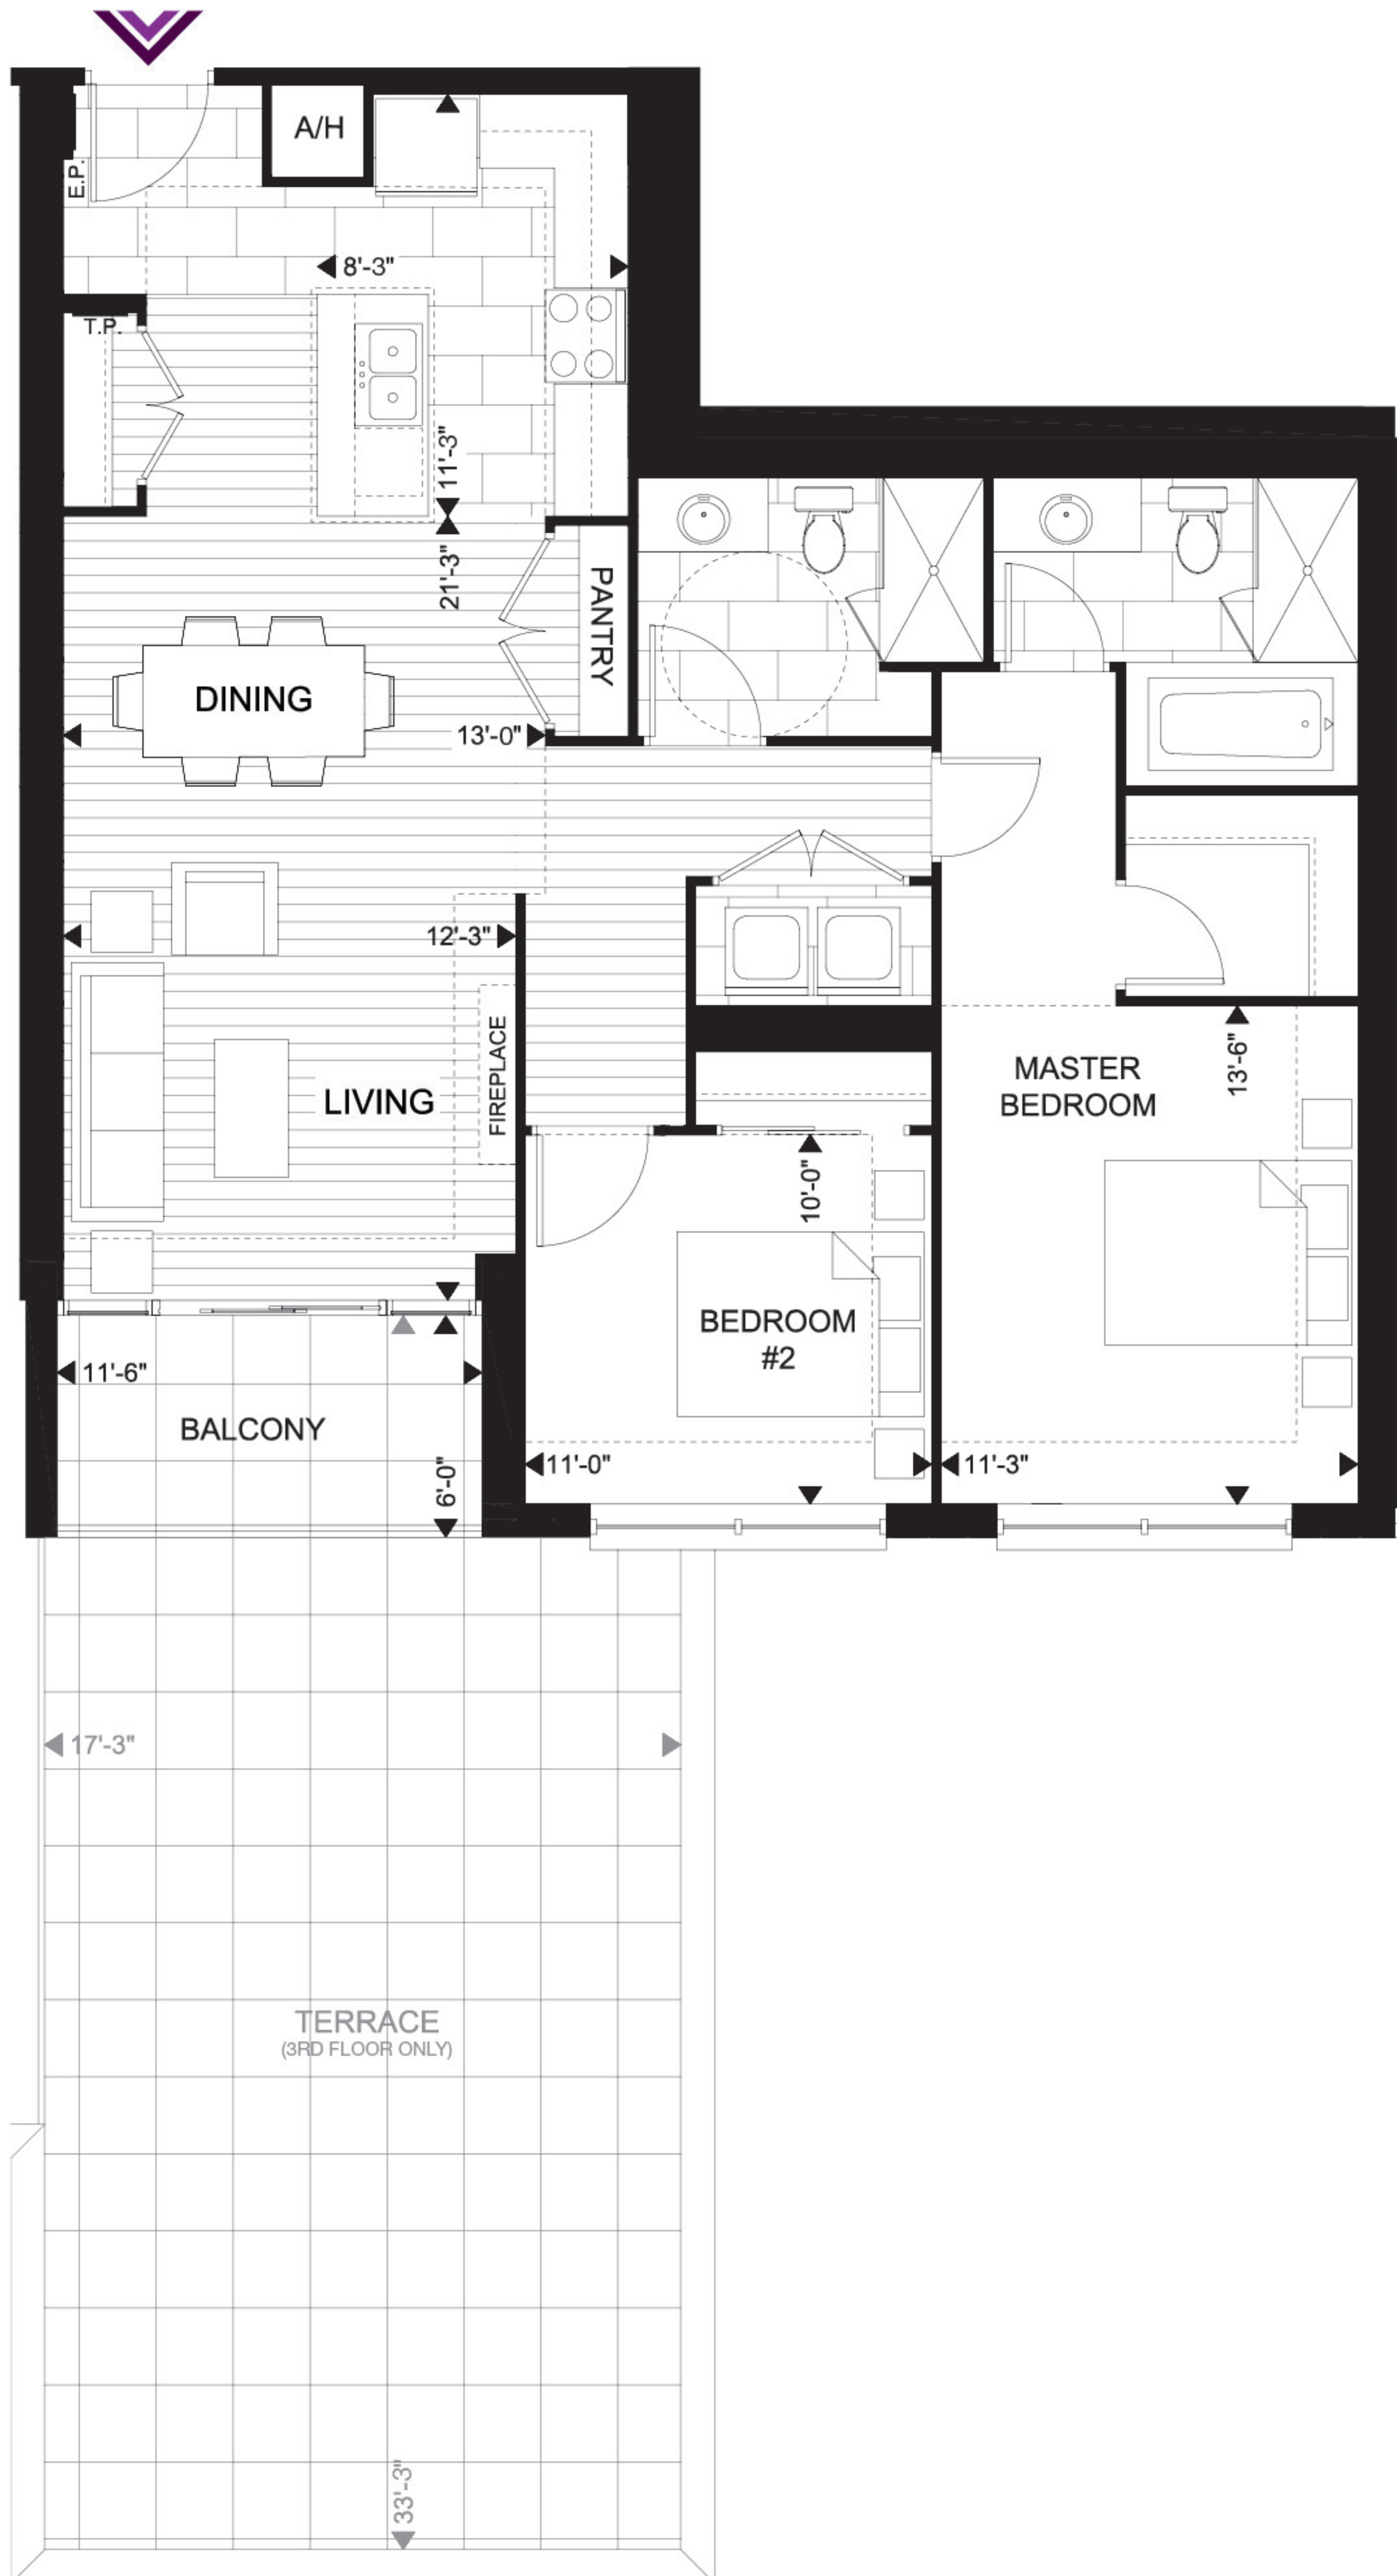 A/H
E.P.
8'-3"
T.P.
11'-3"
21'-3"
PANTRY
DINING
13'-0"
12'-3"
FIREPLACE
LIVING
MASTER
BEDROOM
13'-6"
10'-0"
BEDROOM
#2
11'-6"
BALCONY
6'-0"
11'-0"
11'-3"
17'-3"
TERRACE
(3RD FLOOR ONLY)
33'-3"